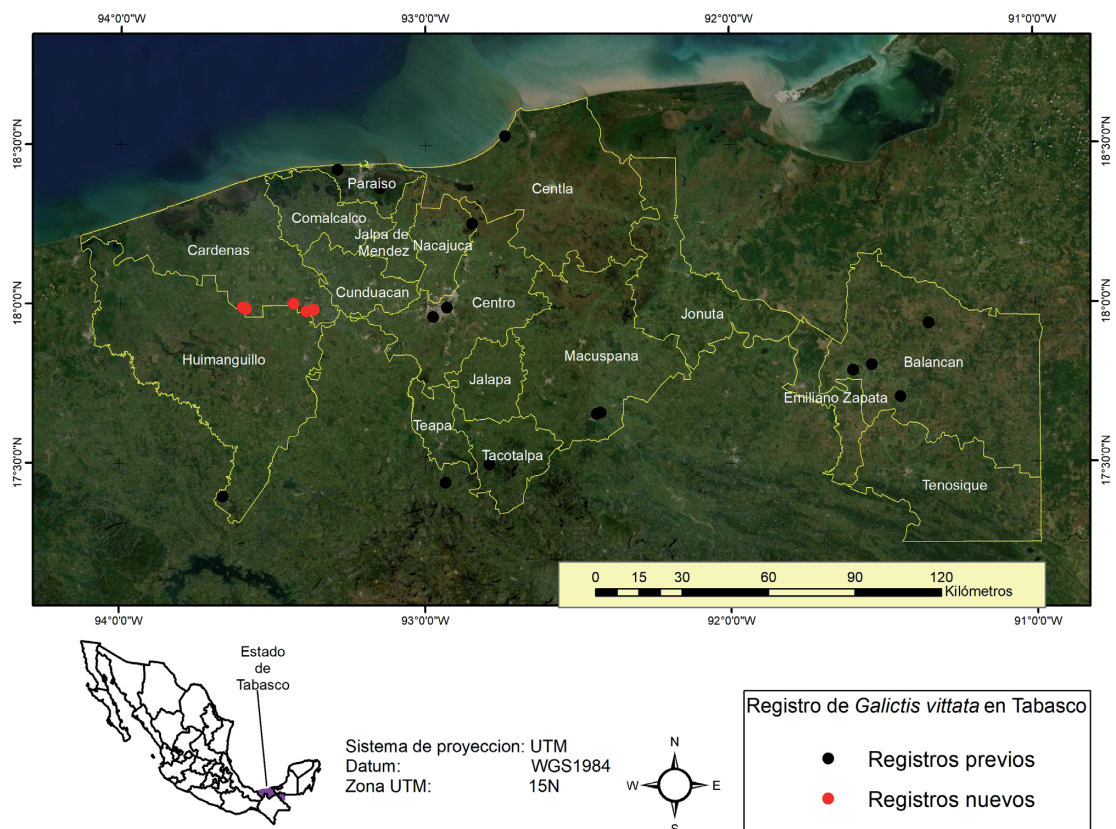 94°0'0"W 93°0'0"W 92°0'0"W 91°0'0"W
18°30'0"N
18°30'0"N
Paraiso
Centla
Comalcalco
Jalpa de
Mendez
Nacajuca
Cardenas
Cunduacan
Centro
18°0'0"N
18°0'0"N
Jonuta
Huimanguillo
Macuspana
Balancan
Jalapa
Emiliano Zapata
Teapa
Tacotalpa
17°30'0"N
17°30'0"N
Tenosique
0 15 30 60 90 120
Kilómetros
94°0'0"W 93°0'0"W 92°0'0"W 91°0'0"W
Estado
de
Tabasco
Sistema de proyeccion: UTM
Datum: WGS1984
Zona UTM: 15N
N
W E
S
Registro de Galictis vittata en Tabasco
Registros previos
Registros nuevos